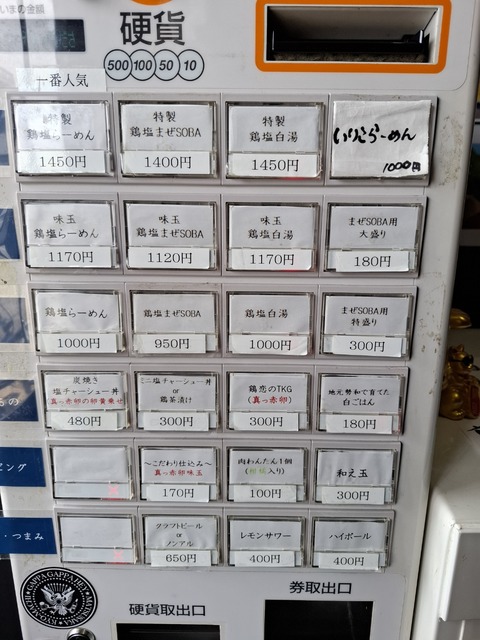 いまの金額
硬貨
500 100 50 10
一番人気
特製
鶏塩らーめん
1450円
特製
鶏塩まぜSOBA
1400円
特製
鶏塩白湯
1450円
らーめん
1000円
味玉
鶏塩らーめん
1170円
味玉
鶏塩まぜSOBA
1120円
味玉
鶏塩白湯
1170円
まぜSOBA用
大盛り
180円
鶏塩らーめん
1000円
鶏塩まぜSOBA
950円
鶏塩白湯
1000円
まぜSOBA用
特盛り
300円
もの
炭焼き
塩チャーシュー丼
真っ赤卵の卵黄乗せ
480円
ミニ塩チャーシュー丼
or
鶏茶漬け
300円
鶏恋のTKG
(真っ赤卵)
300円
地元勢和で育てた
白ごはん
180円
ピング
～こだわり仕込み～
真っ赤卵味玉
170円
肉わんたん1個
入り)
100円
和え玉
300円
・つまみ
クラフトビール
or
ノンアル
650円
レモンサワー
400円
ハイボール
400円
硬貨取出口
券取出口